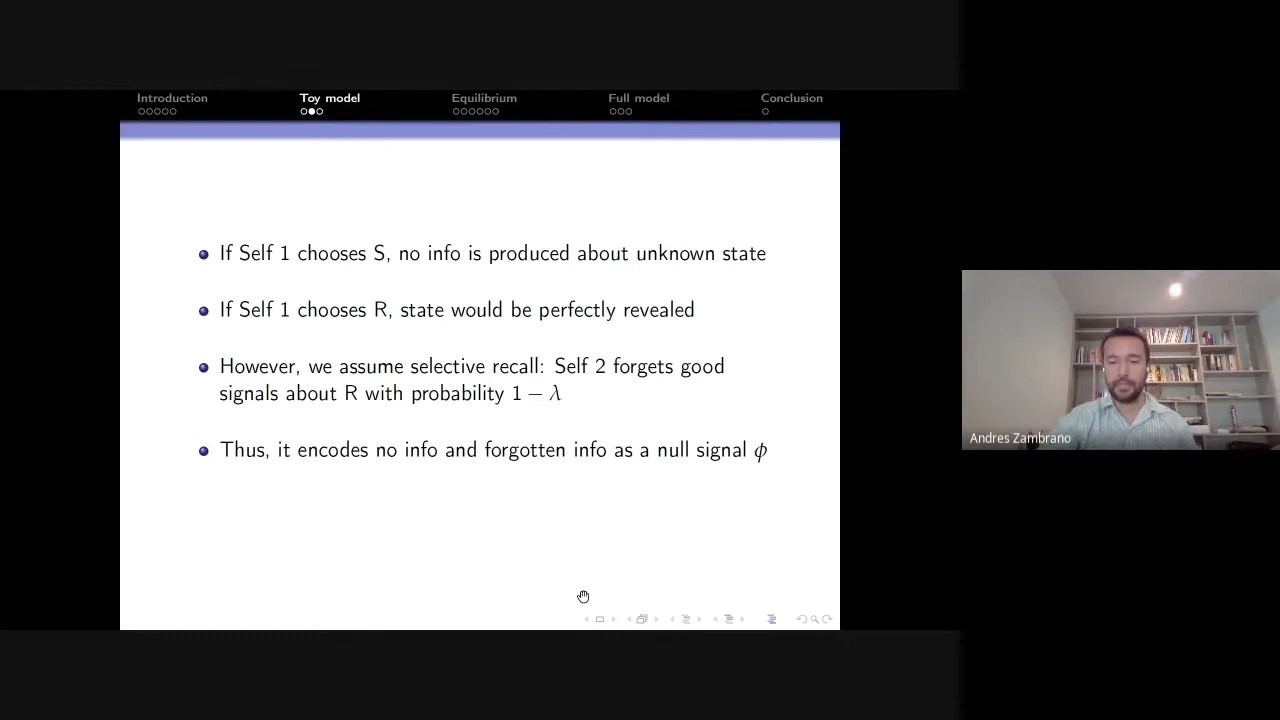 Introduction Toy model Equilibrium Full model Conclusion
If Self 1 chooses S, no info is produced about unknown state
If Self 1 chooses R, state would be perfectly revealed
However, we assume selective recall: Self 2 forgets good
signals about R with probability 1 − λ
Thus, it encodes no info and forgotten info as a null signal ϕ
Andres Zambrano